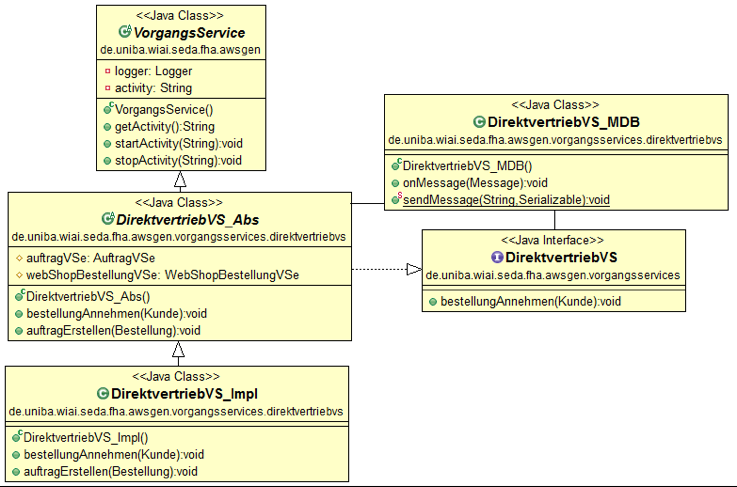 <<Java Class>>
VorgangsService
de.uniba.wiai.seda.fha.awsgen
logger: Logger
activity: String
VorgangsService()
getActivity():String
startActivity(String):void
stopActivity(String):void
<<Java Class>>
DirektvertriebVS_MDB
de.uniba.wiai.seda.fha.awsgen.vorgangsservices.direktvertriebvs
DirektvertriebVS_MDB()
onMessage(Message):void
sendMessage(String,Serializable):void
<<Java Class>>
DirektvertriebVS_Abs
de.uniba.wiai.seda.fha.awsgen.vorgangsservices.direktvertriebvs
auftragVSe: AuftragVSe
webShopBestellungVSe: WebShopBestellungVSe
DirektvertriebVS_Abs()
bestellungAnnehmen(Kunde):void
auftragErstellen(Bestellung):void
<<Java Interface>>
DirektvertriebVS
de.uniba.wiai.seda.fha.awsgen.vorgangsservices
bestellungAnnehmen(Kunde):void
<<Java Class>>
DirektvertriebVS_Impl
de.uniba.wiai.seda.fha.awsgen.vorgangsservices.direktvertriebvs
DirektvertriebVS_Impl()
bestellungAnnehmen(Kunde):void
auftragErstellen(Bestellung):void